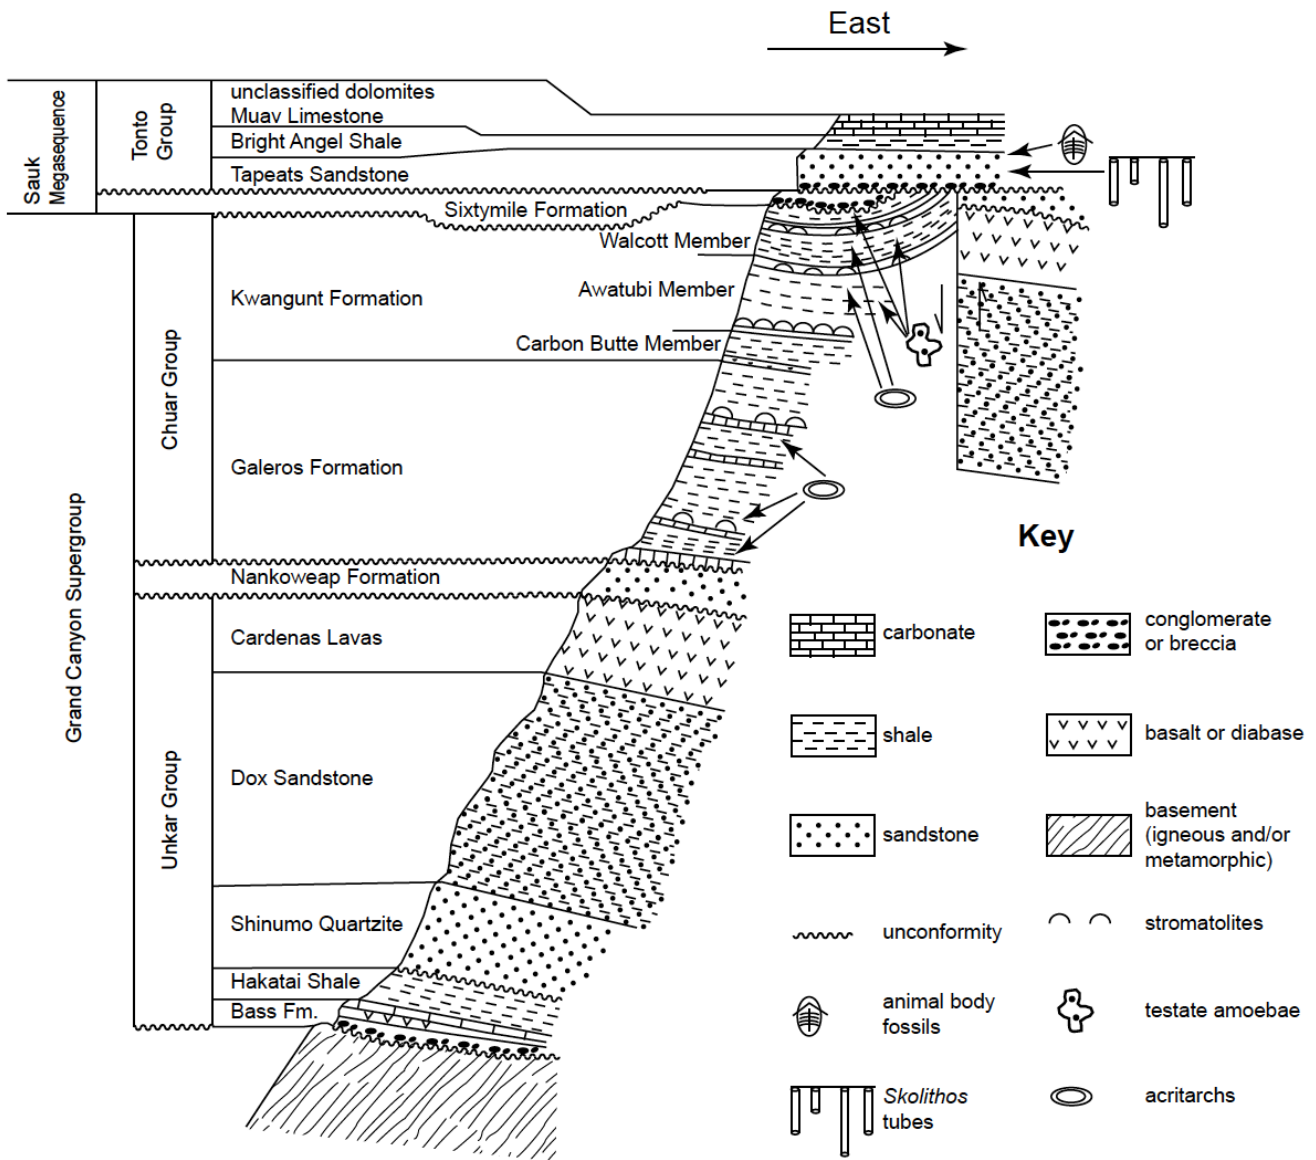 East
Sauk
Megasequence
Tonto
Group
unclassified dolomites
Muav Limestone
Bright Angel Shale
Tapeats Sandstone
Sixtymile Formation
Grand Canyon Supergroup
Chuar Group
Walcott Member
Kwangunt Formation
Awatubi Member
Carbon Butte Member
Galeros Formation
Nankoweap Formation
Unkar Group
Cardenas Lavas
Dox Sandstone
Shinumo Quartzite
Hakatai Shale
Bass Fm.
Key
carbonate
conglomerate
or breccia
shale
basalt or diabase
sandstone
basement
(igneous and/or
metamorphic)
unconformity
stromatolites
animal body
fossils
testate amoebae
Skolithos
tubes
acritarchs